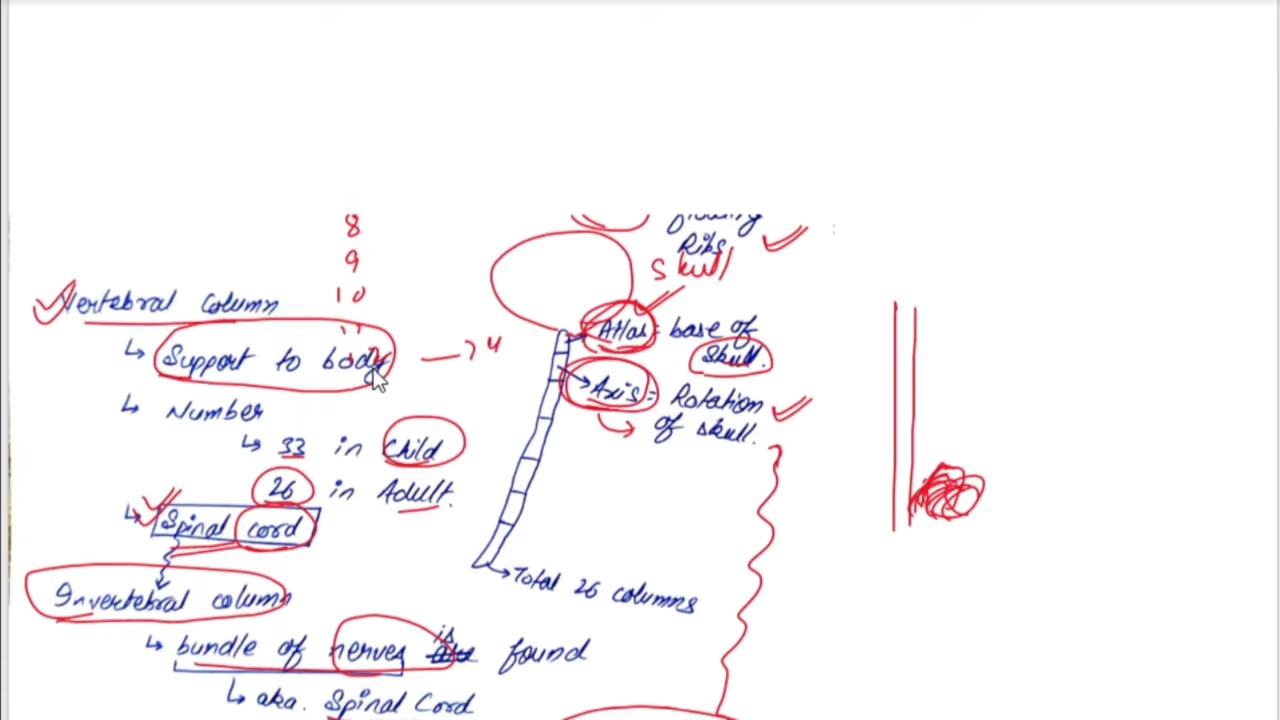 8
9
10
11
Ribs
Skull
Vertebral column
↳ Support to body → 4
↳ Number
↳ 33 in child
26 in Adult.
↳ Spinal cord
Atlas = base of
skull.
Axis = Rotation
of skull.
→ Total 26 columns
Invertebral column
↳ bundle of nerves is found
↳ aka. Spinal Cord